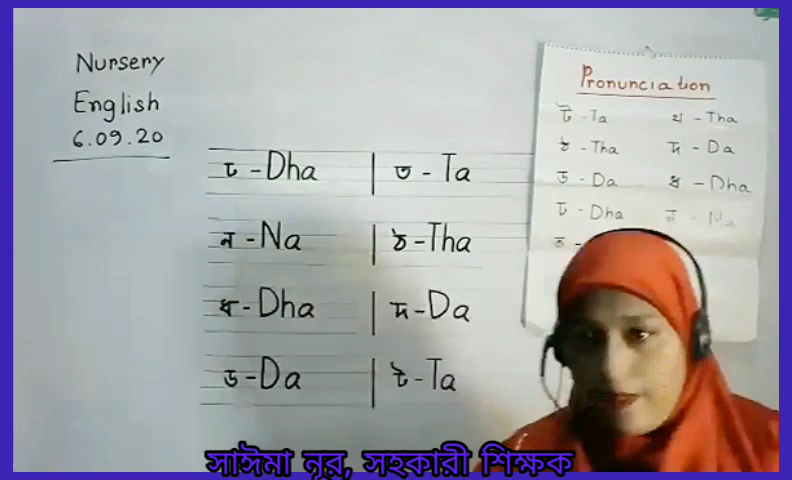 Nursery
English
6.09.20
ঢ - Dha | ত - Ta
ন - Na | ঠ - Tha
ধ - Dha | দ - Da
ড - Da | ট - Ta
Pronunciation
ট - Ta থ - Tha
ঠ - Tha দ - Da
ড - Da ধ - Dha
ঢ - Dha ন - Na
ত -
সাঈমা নূর, সহকারী শিক্ষক